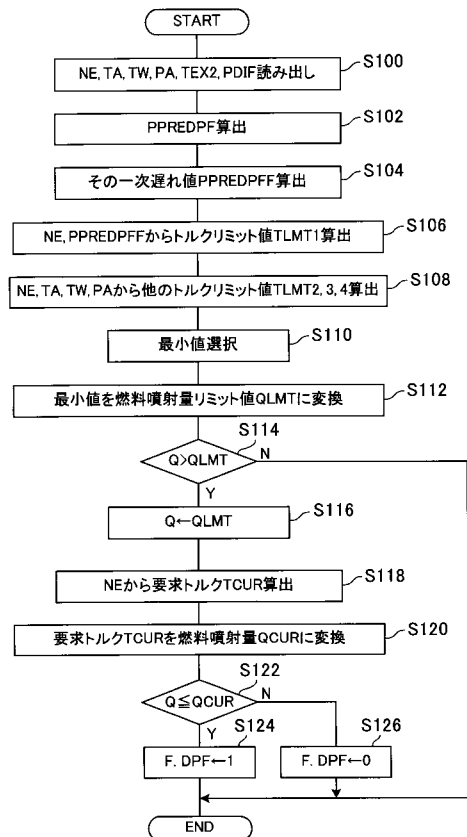 START
NE, TA, TW, PA, TEX2, PDIF読み出し
S100
PPREDPF算出
S102
その一次遅れ値PPREDPFF算出
S104
NE, PPREDPFFからトルクリミット値TLMT1算出
S106
NE, TA, TW, PAから他のトルクリミット値TLMT2, 3, 4算出
S108
最小値選択
S110
最小値を燃料噴射量リミット値QLMTに変換
S112
S114
Q>QLMT
N
Y
Q←QLMT
S116
NEから要求トルクTCUR算出
S118
要求トルクTCURを燃料噴射量QCURに変換
S120
S122
Q≦QCUR
N
Y
S124
S126
F. DPF←1
F. DPF←0
END